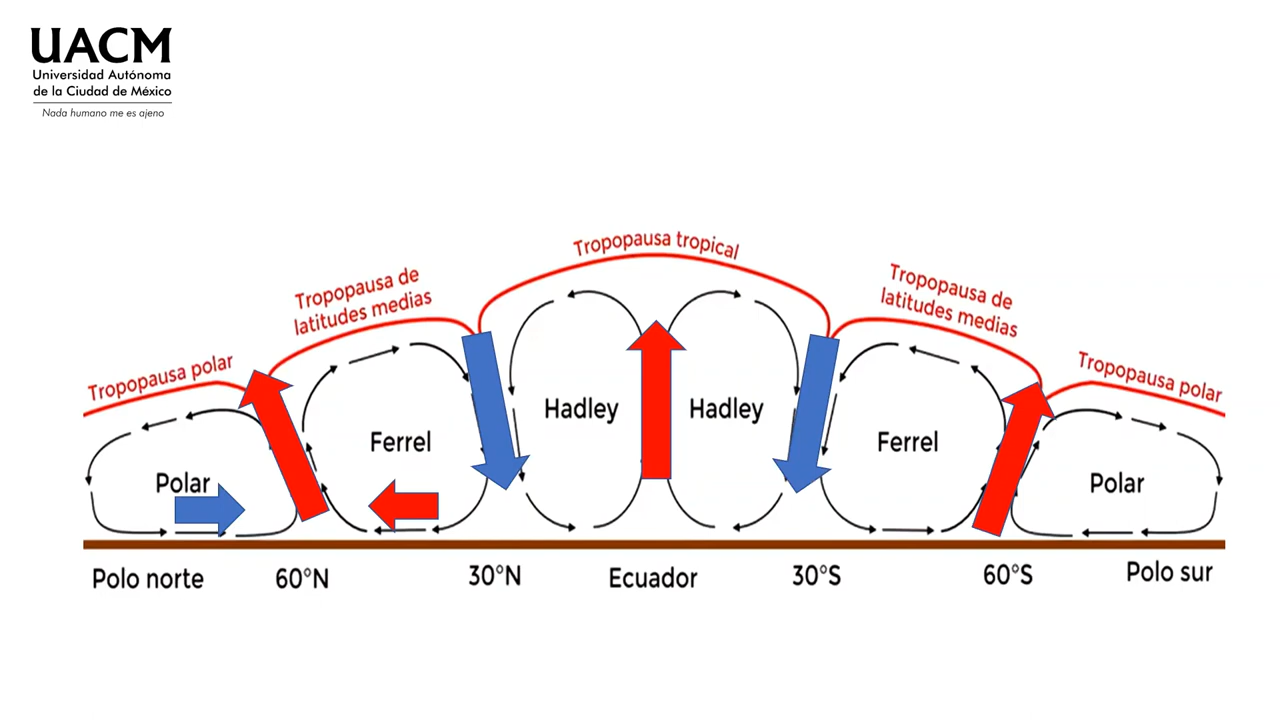 UACM
Universidad Autónoma
de la Ciudad de México
Nada humano me es ajeno
Tropopausa tropical
Tropopausa de
latitudes medias
Tropopausa de
latitudes medias
Tropopausa polar
Tropopausa polar
Hadley
Hadley
Ferrel
Ferrel
Polar
Polar
Polo norte
60°N
30°N
Ecuador
30°S
60°S
Polo sur